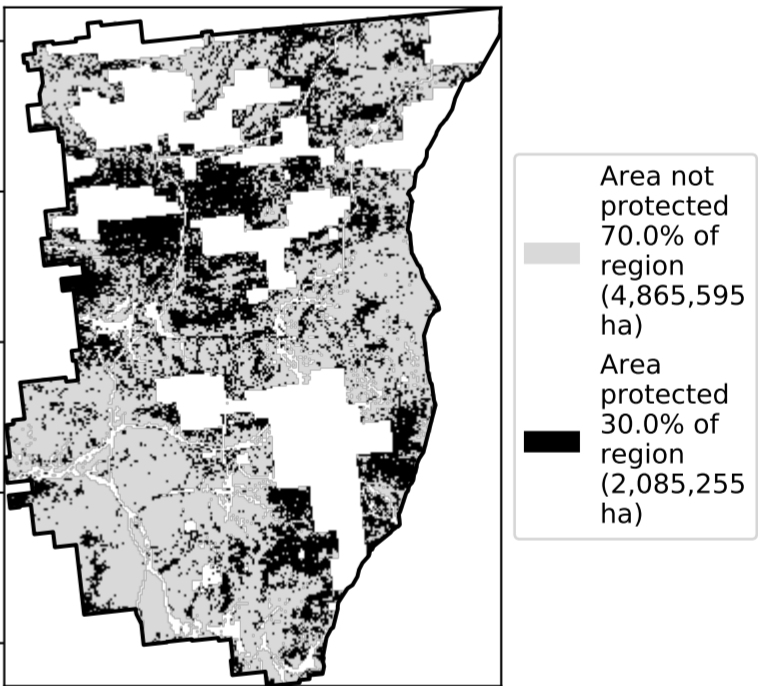 Area not
protected
70.0% of
region
(4,865,595
ha)
Area
protected
30.0% of
region
(2,085,255
ha)